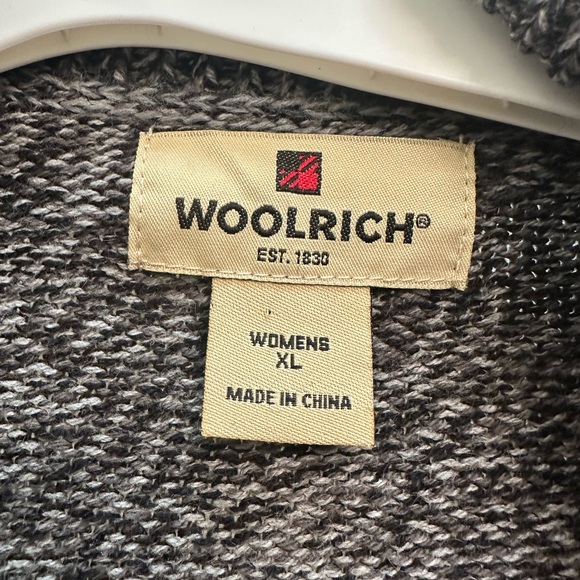 WOOLRICH®
EST. 1830
WOMENS
XL
MADE IN CHINA